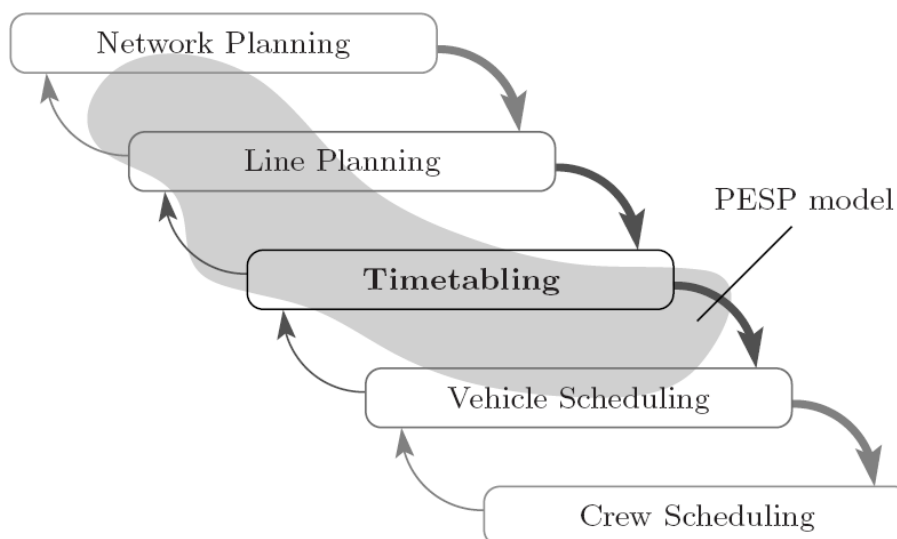 Network Planning
Line Planning
PESP model
Timetabling
Vehicle Scheduling
Crew Scheduling